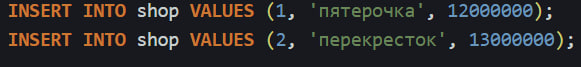 INSERT INTO shop VALUES (1, 'пятерочка', 12000000);
INSERT INTO shop VALUES (2, 'перекресток', 13000000);